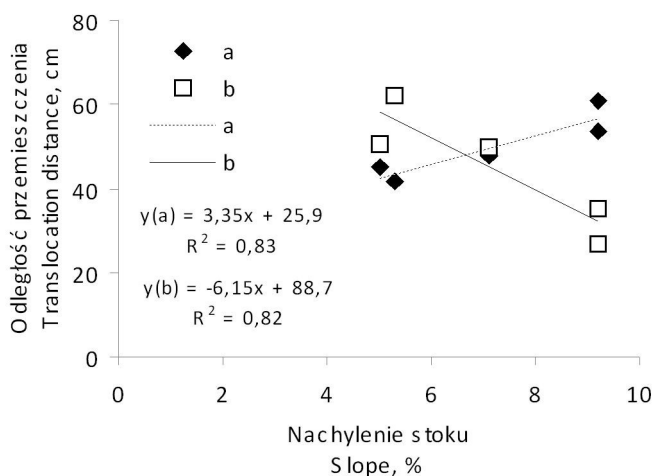 Odległość przemieszczenia
Translocation distance, cm
80
60
40
20
0
a
b
a
b
y(a) = 3,35x + 25,9
R² = 0,83
y(b) = -6,15x + 88,7
R² = 0,82
0 2 4 6 8 10
Nachylenie stoku
Slope, %